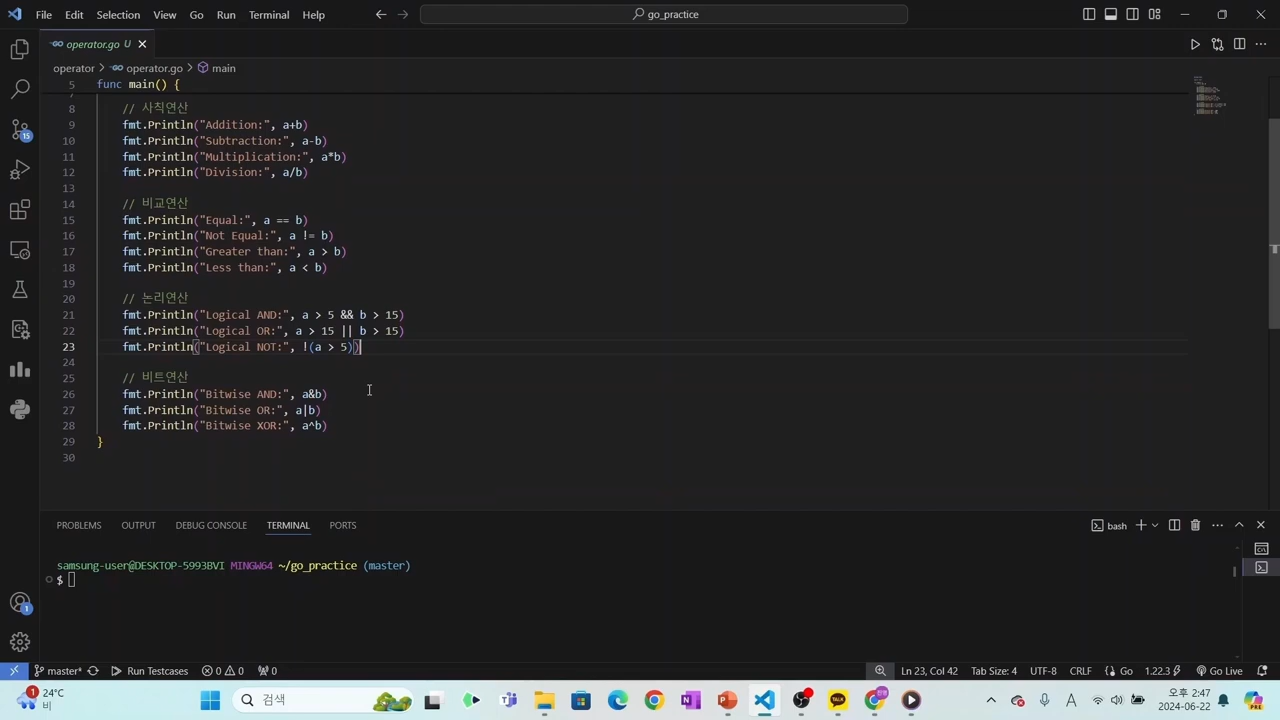 File Edit Selection View Go Run Terminal Help
go_practice
operator.go U
operator > operator.go > main
5 func main() {
7
8 // 사칙연산
9 fmt.Println("Addition:", a+b)
10 fmt.Println("Subtraction:", a-b)
11 fmt.Println("Multiplication:", a*b)
12 fmt.Println("Division:", a/b)
13
14 // 비교연산
15 fmt.Println("Equal:", a == b)
16 fmt.Println("Not Equal:", a != b)
17 fmt.Println("Greater than:", a > b)
18 fmt.Println("Less than:", a < b)
19
20 // 논리연산
21 fmt.Println("Logical AND:", a > 5 && b > 15)
22 fmt.Println("Logical OR:", a > 15 || b > 15)
23 fmt.Println("Logical NOT:", !(a > 5))
24
25 // 비트연산
26 fmt.Println("Bitwise AND:", a&b)
27 fmt.Println("Bitwise OR:", a|b)
28 fmt.Println("Bitwise XOR:", a^b)
29 }
30
15
PROBLEMS OUTPUT DEBUG CONSOLE TERMINAL PORTS
bash
samsung-user@DESKTOP-5993BVI MINGW64 ~/go_practice (master)
$
1
master* Run Testcases 0 0 0
Ln 23, Col 42 Tab Size: 4 UTF-8 CRLF Go 1.22.3 Go Live
1
24°C
비
검색
A
오후 2:47
2024-06-22